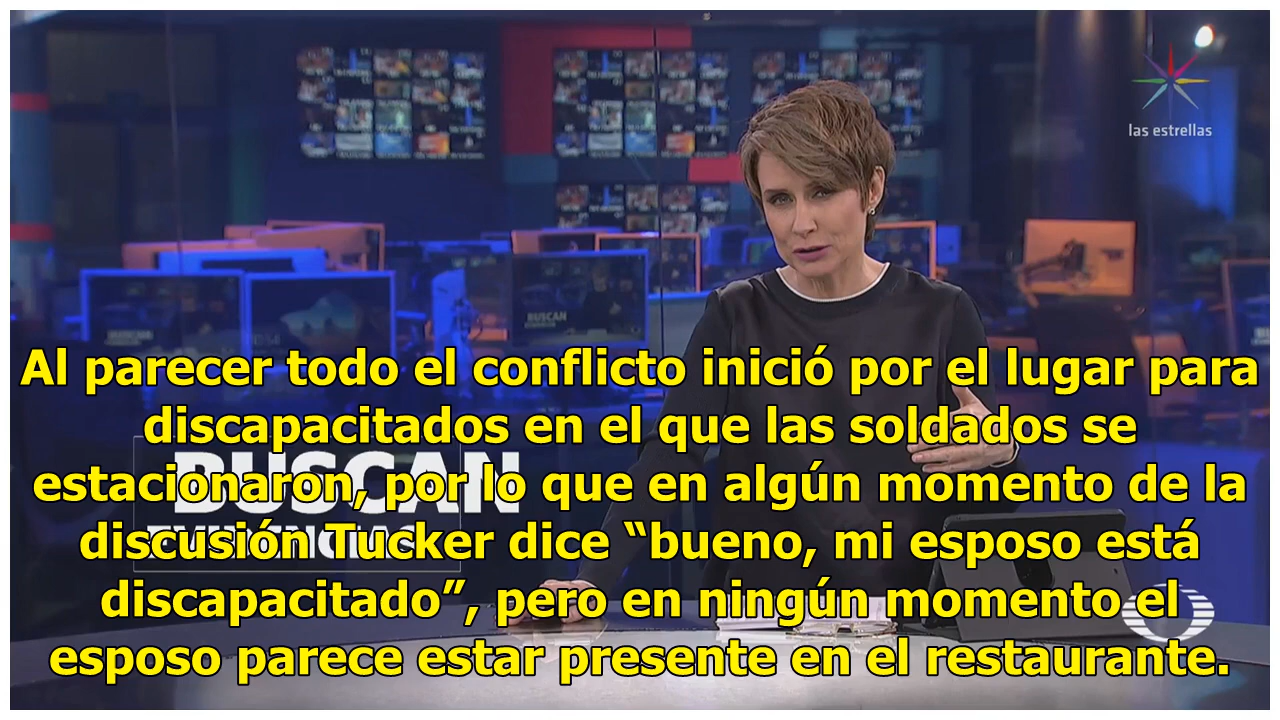 las estrellas
Al parecer todo el conflicto inició por el lugar para
discapacitados en el que las soldados se
estacionaron, por lo que en algún momento de la
discusión Tucker dice “bueno, mi esposo está
discapacitado”, pero en ningún momento el
esposo parece estar presente en el restaurante.
BUSCAN
BUSCAN